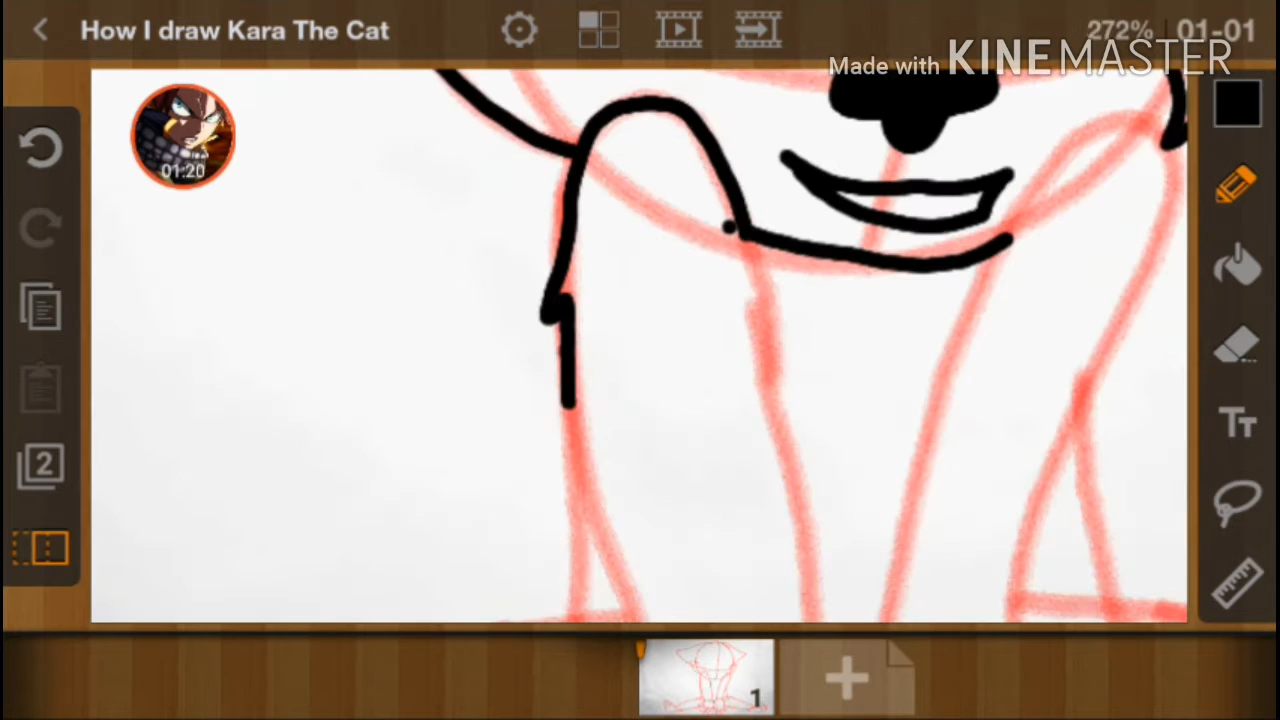 How I draw Kara The Cat
272% 01-01
Made with KINEMASTER
01:20
Tт
2
1